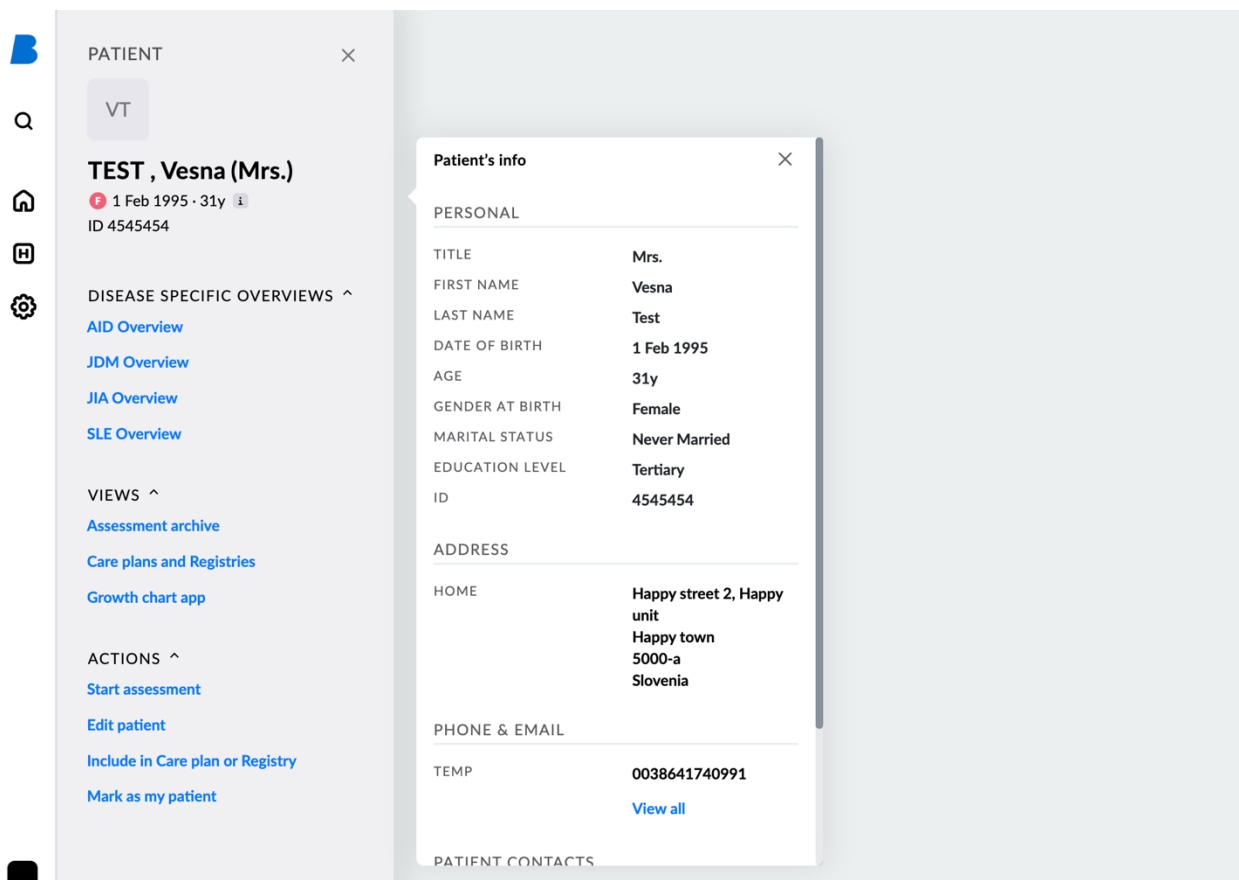 B
PATIENT
VT
TEST , Vesna (Mrs.)
F 1 Feb 1995 · 31y i
ID 4545454
DISEASE SPECIFIC OVERVIEWS
AID Overview
JDM Overview
JIA Overview
SLE Overview
VIEWS
Assessment archive
Care plans and Registries
Growth chart app
ACTIONS
Start assessment
Edit patient
Include in Care plan or Registry
Mark as my patient
H
Patient's info
PERSONAL
TITLE Mrs.
FIRST NAME Vesna
LAST NAME Test
DATE OF BIRTH 1 Feb 1995
AGE 31y
GENDER AT BIRTH Female
MARITAL STATUS Never Married
EDUCATION LEVEL Tertiary
ID 4545454
ADDRESS
HOME Happy street 2, Happy
unit
Happy town
5000-a
Slovenia
PHONE & EMAIL
TEMP 0038641740991
View all
PATIENT CONTACTS